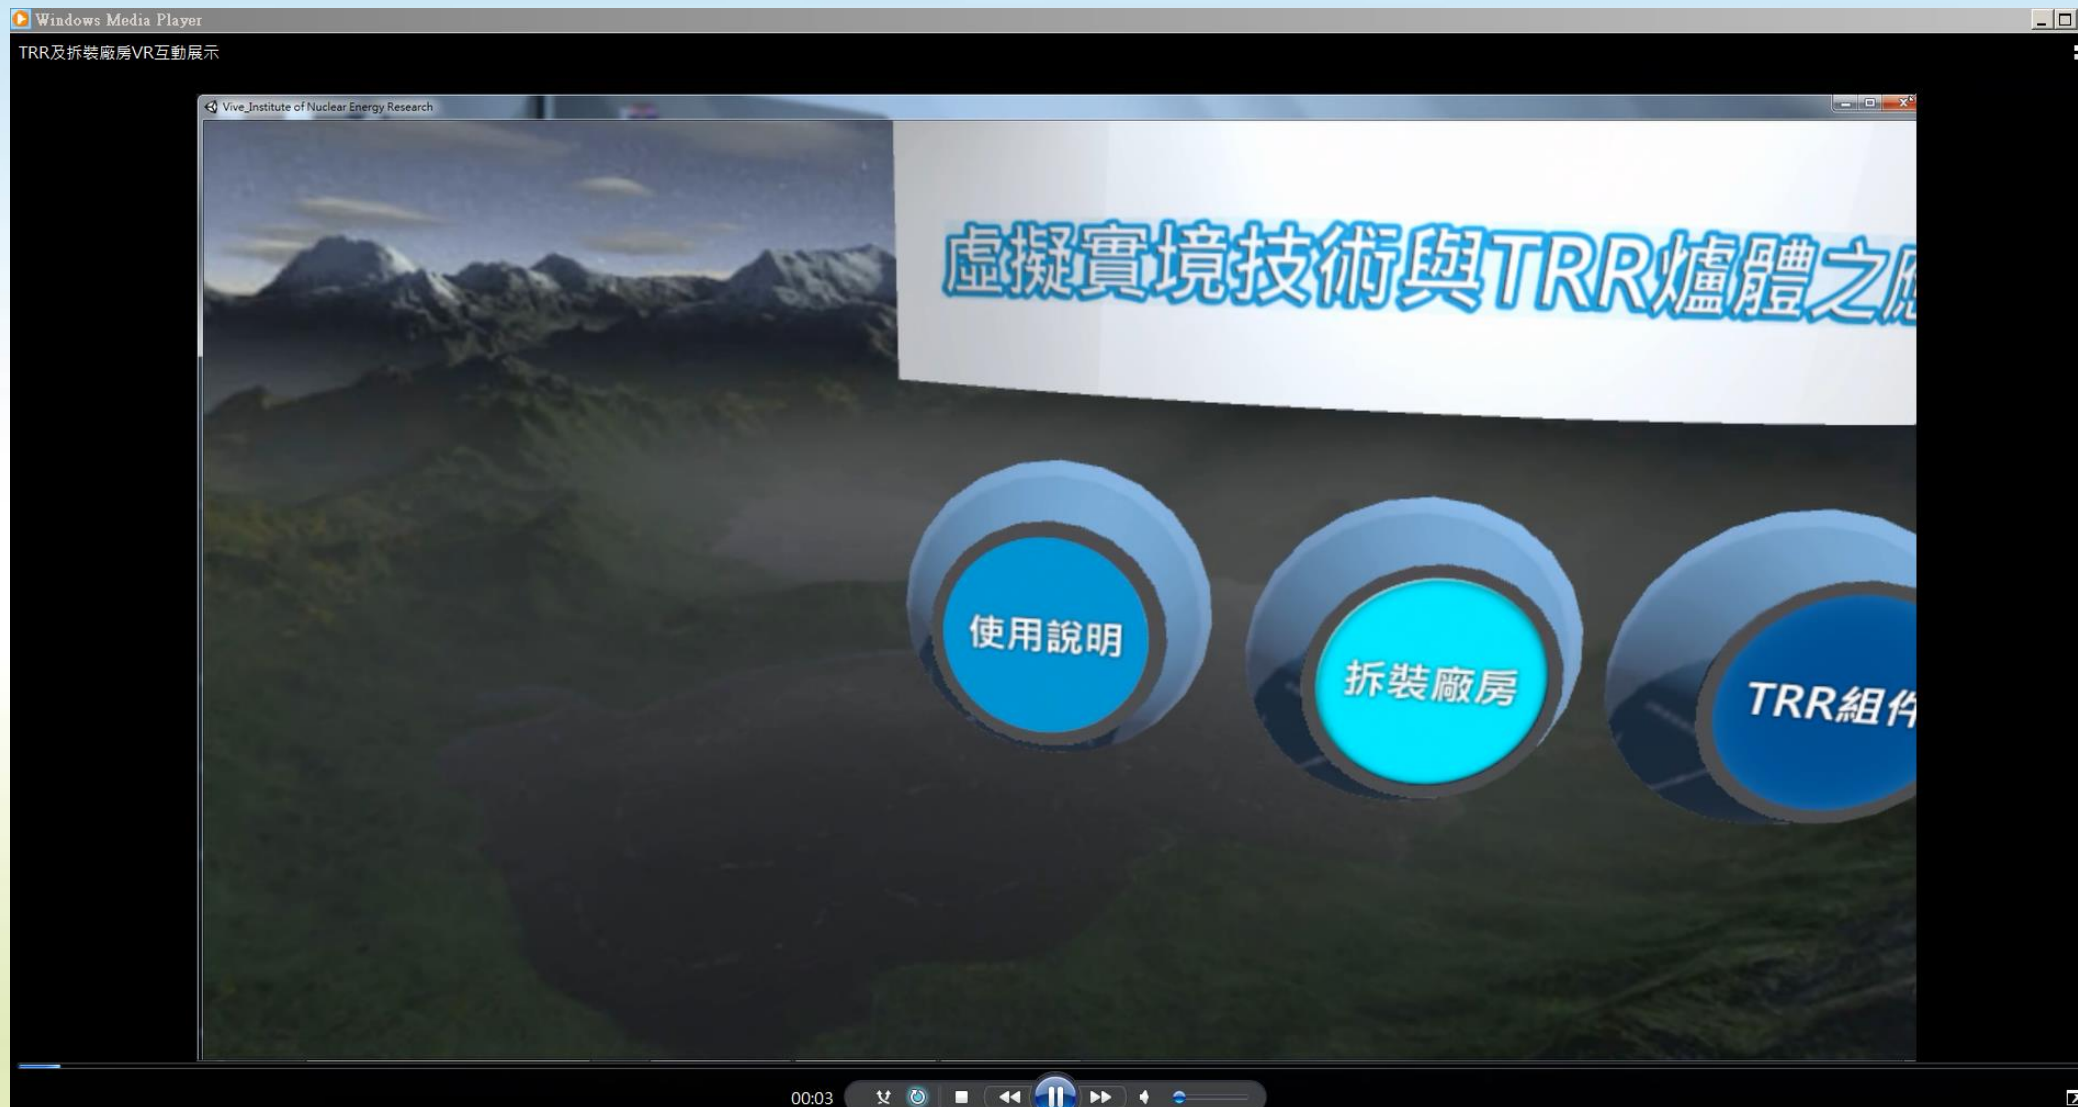 Windows Media Player
TRR及拆裝廠房VR互動展示
Vive_Institute of Nuclear Energy Research
虛擬實境技術與TRR爐體之應
使用說明
拆裝廠房
TRR組件
00:03